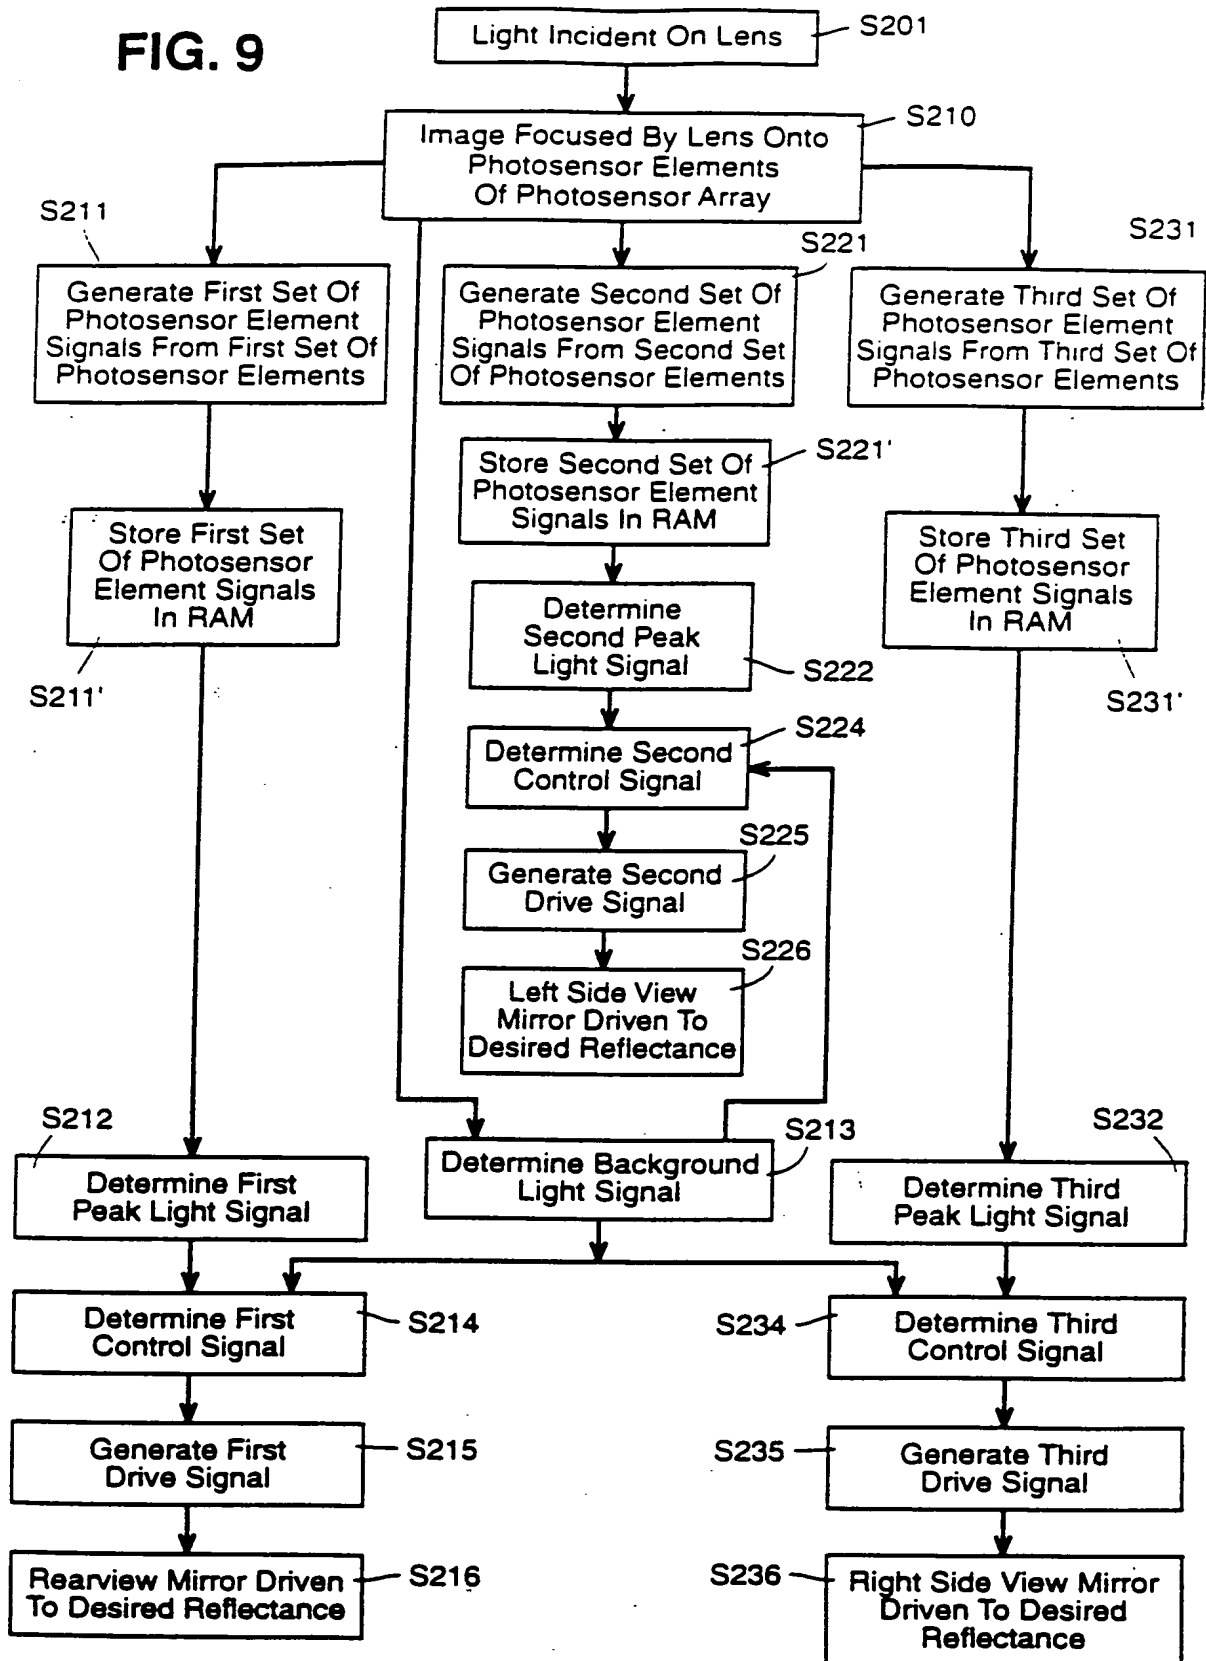 FIG. 9
Light Incident On Lens
S201
Image Focused By Lens Onto
Photosensor Elements
Of Photosensor Array
S210
S211
Generate First Set Of
Photosensor Element
Signals From First Set Of
Photosensor Elements
S221
Generate Second Set Of
Photosensor Element
Signals From Second Set
Of Photosensor Elements
S231
Generate Third Set Of
Photosensor Element
Signals From Third Set Of
Photosensor Elements
Store First Set
Of Photosensor
Element Signals
In RAM
S211'
Store Second Set Of
Photosensor Element
Signals In RAM
S221'
Store Third Set
Of Photosensor
Element Signals
In RAM
S231'
Determine
Second Peak
Light Signal
S222
Determine Second
Control Signal
S224
Generate Second
Drive Signal
S225
Left Side View
Mirror Driven To
Desired Reflectance
S226
S212
Determine First
Peak Light Signal
Determine Background
Light Signal
S213
S232
Determine Third
Peak Light Signal
Determine First
Control Signal
S214
S234
Determine Third
Control Signal
Generate First
Drive Signal
S215
S235
Generate Third
Drive Signal
Rearview Mirror Driven
To Desired Reflectance
S216
S236
Right Side View Mirror
Driven To Desired
Reflectance